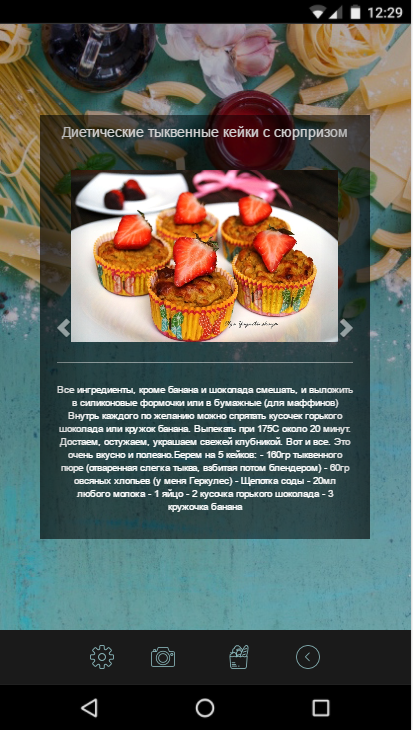 12:29
Диетические тыквенные кейки с сюрпризом
Все ингредиенты, кроме банана и шоколада смешать, и выложить
в силиконовые формочки или в бумажные (для маффинов)
Внутрь каждого по желанию можно спрятать кусочек горького
шоколада или кружок банана. Выпекать при 175С около 20 минут.
Достаем, остужаем, украшаем свежей клубникой. Вот и все. Это
очень вкусно и полезно.Берем на 5 кейков: - 160гр тыквенного
пюре (отваренная слегка тыква, взбитая потом блендером) - 60гр
овсяных хлопьев (у меня Геркулес) - Щепотка соды - 20мл
любого молока - 1 яйцо - 2 кусочка горького шоколада - 3
кружочка банана